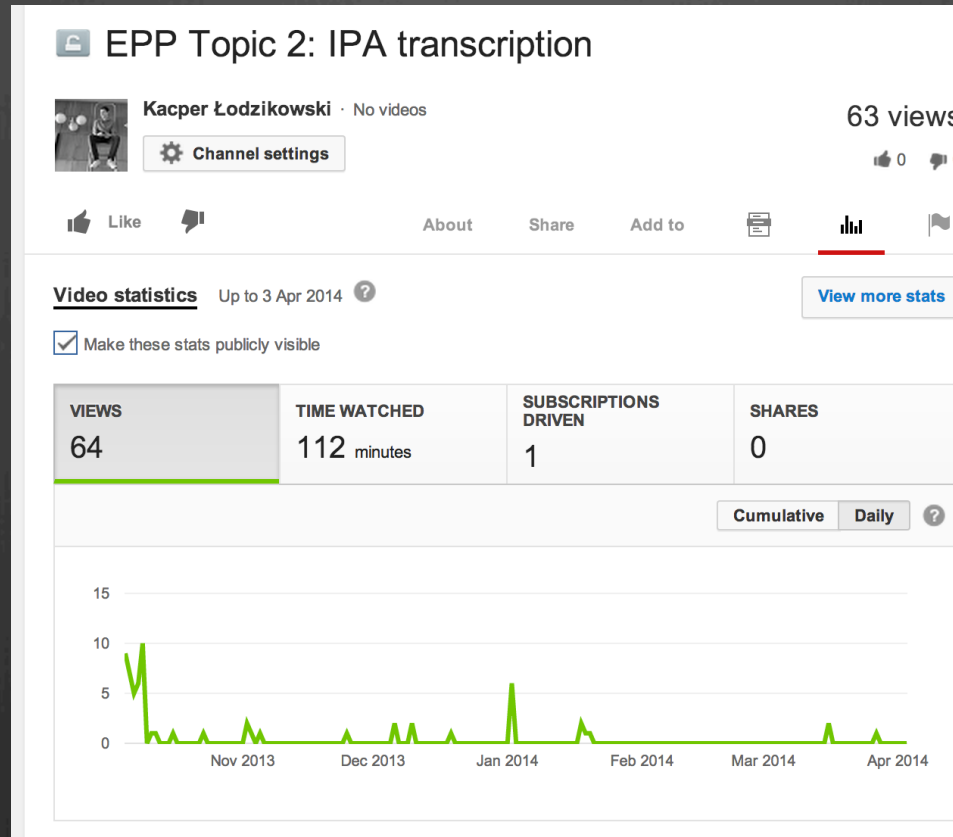 EPP Topic 2: IPA transcription
Kacper Łodzikowski · No videos
63 views
Channel settings
0
Like
About Share Add to
Video statistics Up to 3 Apr 2014 ?
View more stats
Make these stats publicly visible
VIEWS
64
TIME WATCHED
112 minutes
SUBSCRIPTIONS
DRIVEN
1
SHARES
0
Cumulative Daily ?
15
10
5
0
Nov 2013 Dec 2013 Jan 2014 Feb 2014 Mar 2014 Apr 2014